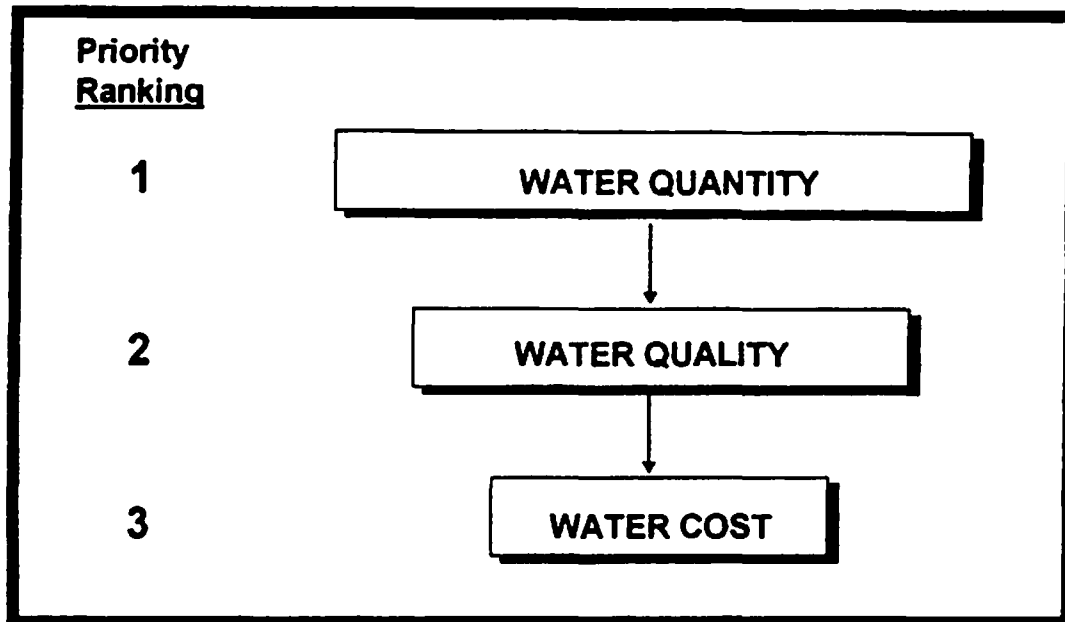 Priority
Ranking
1
WATER QUANTITY
2
WATER QUALITY
3
WATER COST